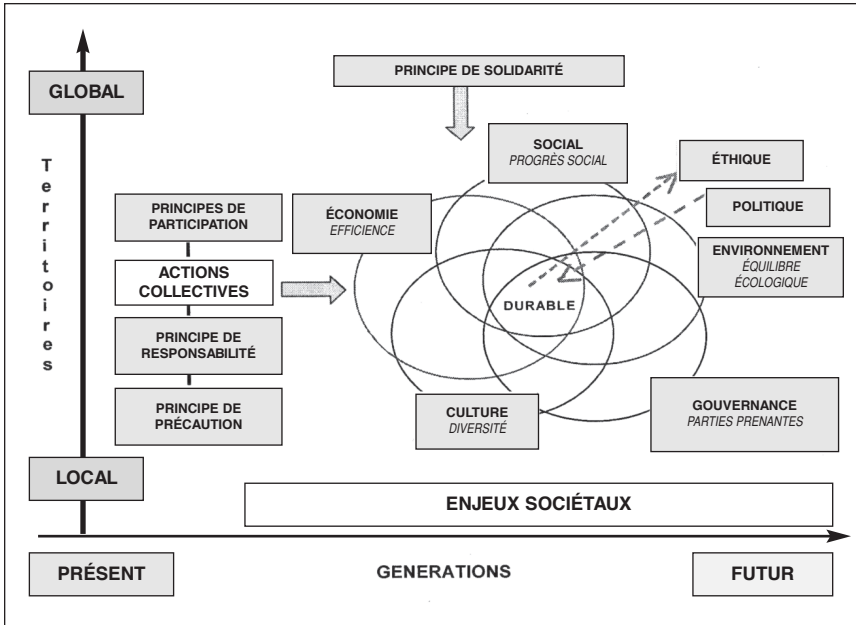 PRINCIPE DE SOLIDARITÉ
GLOBAL
SOCIAL
PROGRÈS SOCIAL
ÉTHIQUE
Territoires
PRINCIPES DE
PARTICIPATION
ÉCONOMIE
EFFICIENCE
POLITIQUE
ACTIONS
COLLECTIVES
ENVIRONNEMENT
ÉQUILIBRE
ÉCOLOGIQUE
DURABLE
PRINCIPE DE
RESPONSABILITÉ
PRINCIPE DE
PRÉCAUTION
CULTURE
DIVERSITÉ
GOUVERNANCE
PARTIES PRENANTES
LOCAL
ENJEUX SOCIÉTAUX
PRÉSENT
GENERATIONS
FUTUR